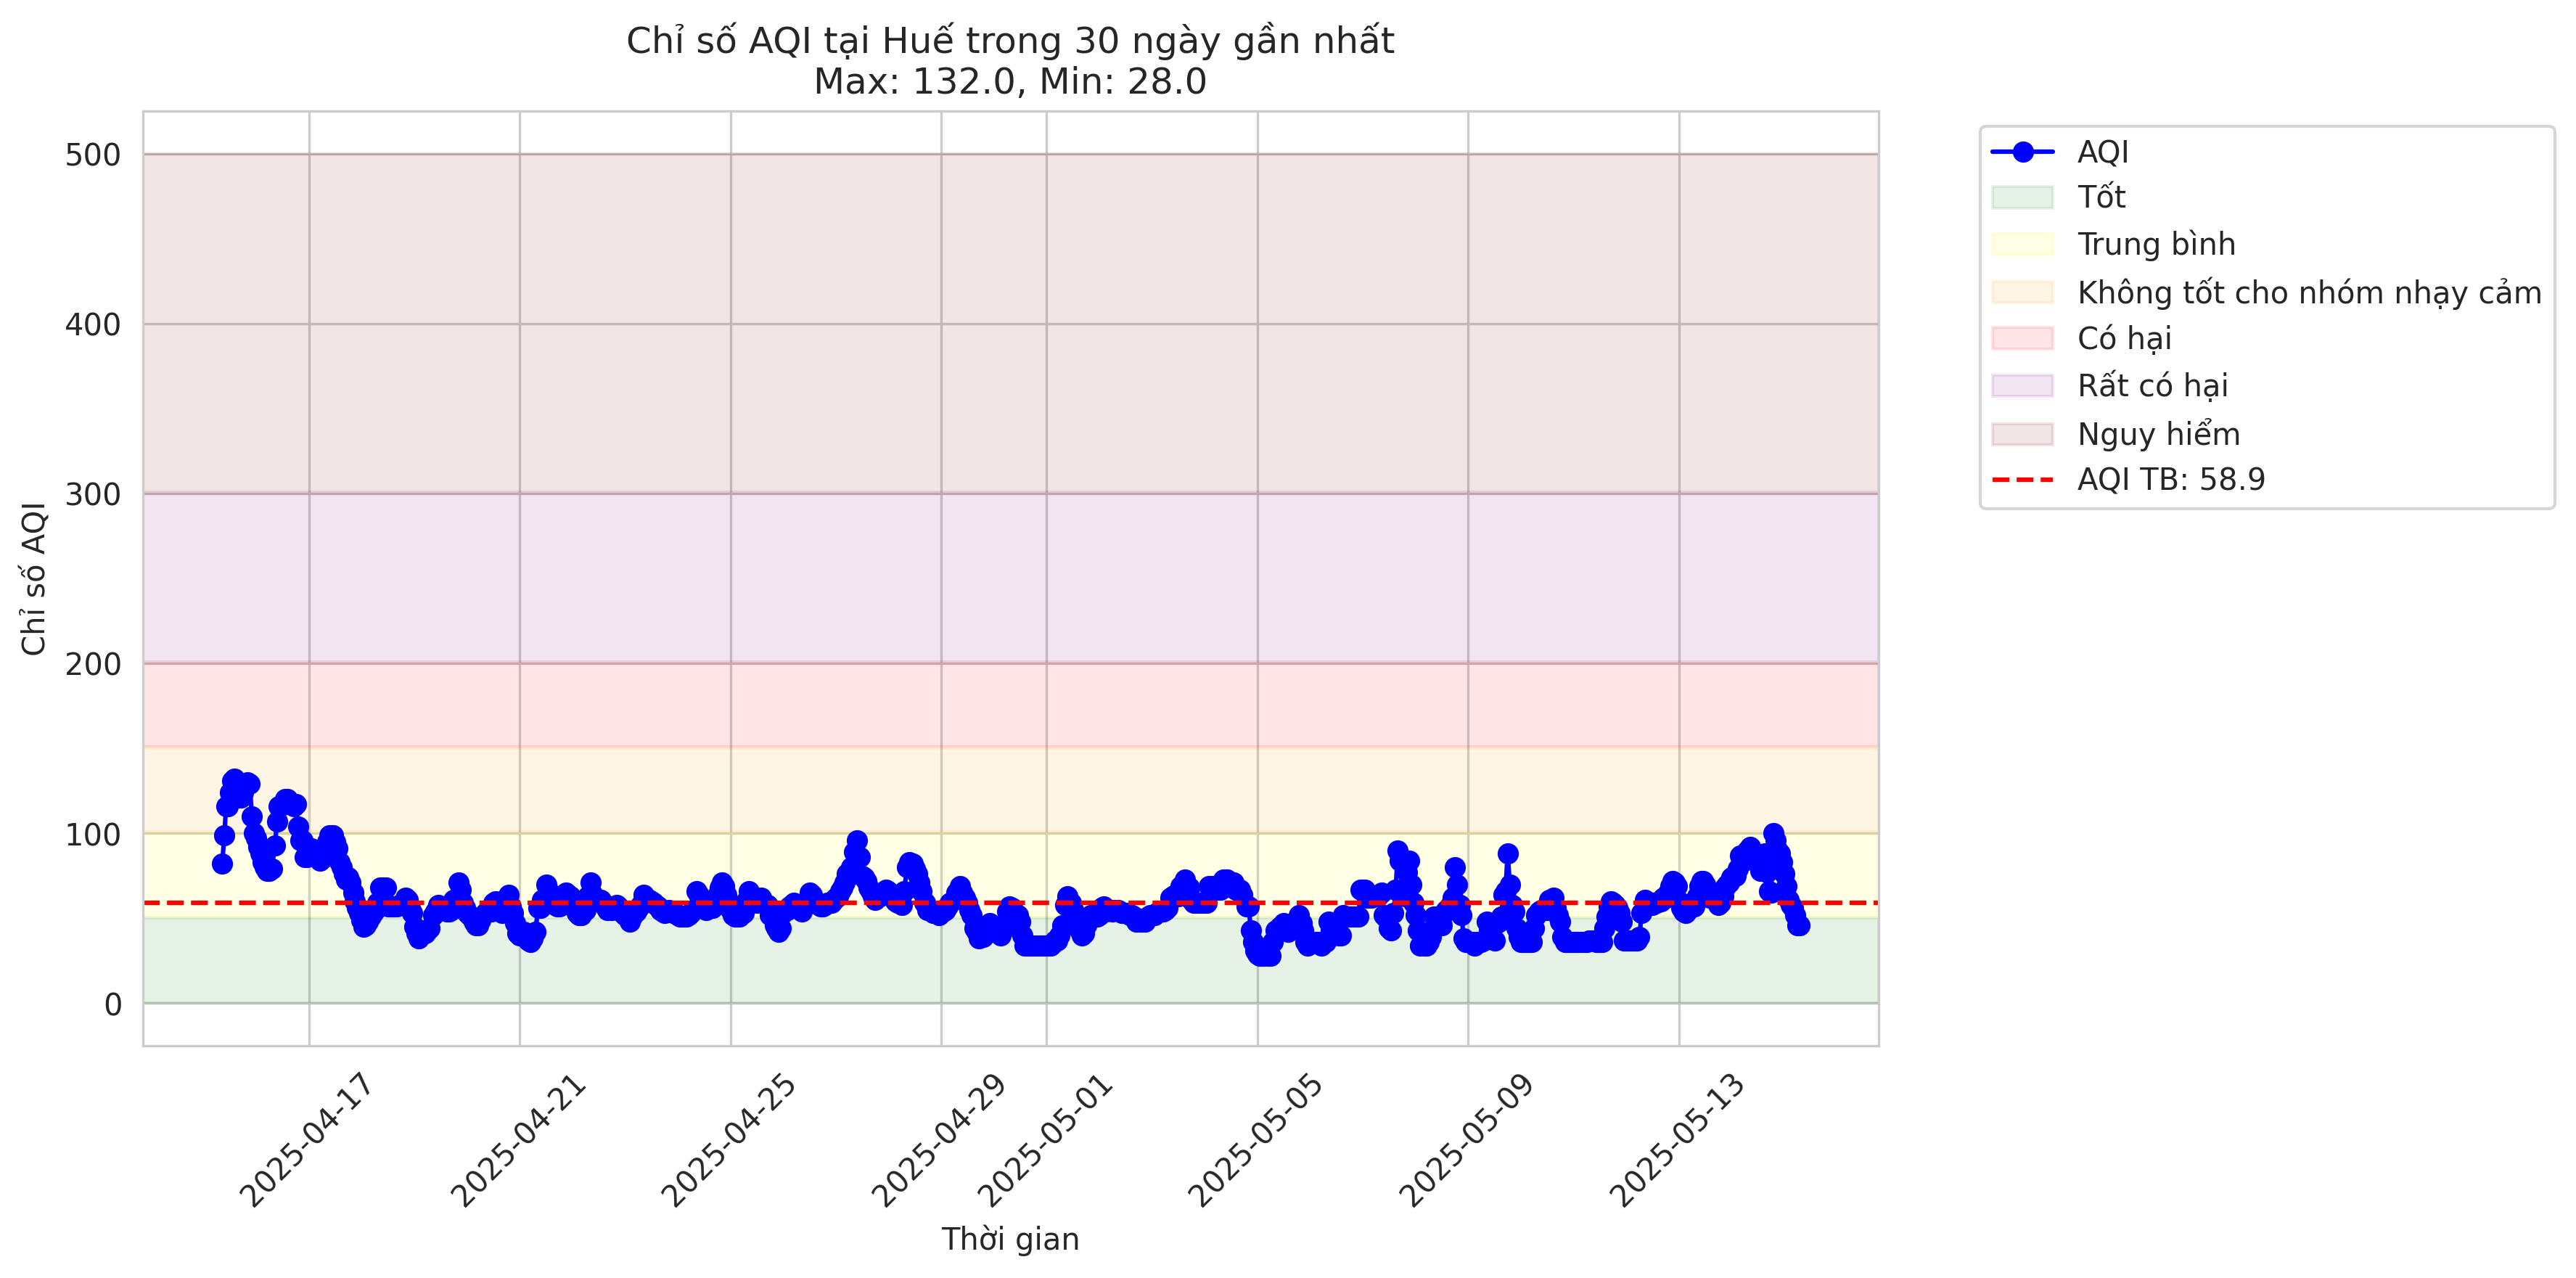 Chỉ số AQI tại Huế trong 30 ngày gần nhất
Max: 132.0, Min: 28.0
Chỉ số AQI
500
400
300
200
100
0
2025-04-17
2025-04-21
2025-04-25
2025-04-29
2025-05-01
2025-05-05
2025-05-09
2025-05-13
Thời gian
AQI
Tốt
Trung bình
Không tốt cho nhóm nhạy cảm
Có hại
Rất có hại
Nguy hiểm
AQI TB: 58.9